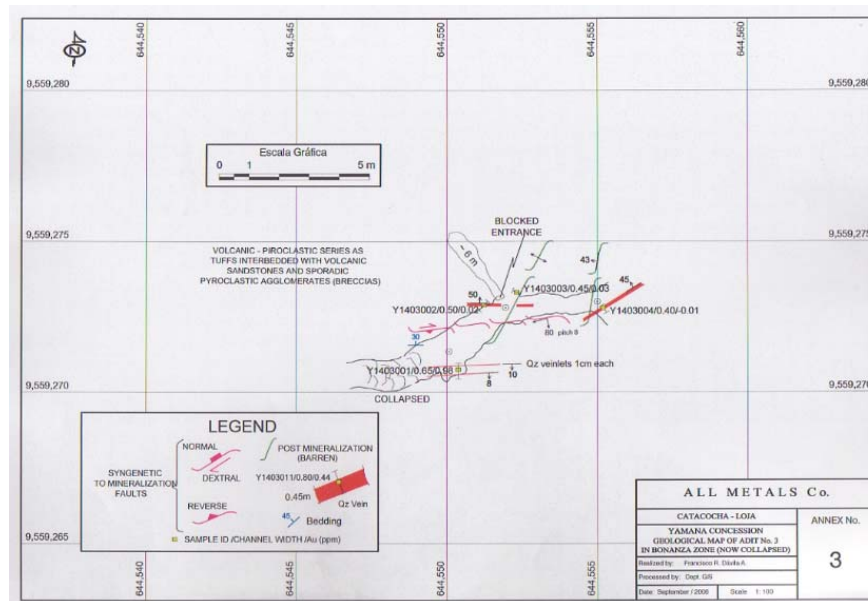 644,540
644,545
644,550
644,555
644,560
N
9,559,280
9,559,280
Escala Gráfica
0 1 5 m
9,559,275
9,559,275
VOLCANIC - PIROCLASTIC SERIES AS
TUFFS INTERBEDDED WITH VOLCANIC
SANDSTONES AND SPORADIC
PYROCLASTIC AGGLOMERATES (BRECCIAS)
BLOCKED
ENTRANCE
~ 6 m
43
45
50
Y1403003/0.45/0.03
Y1403002/0.50/0.02
Y1403004/0.40/-0.01
80 pitch 8
30
Y1403001/0.65/0.98
Qz veinlets 1cm each
10
8
9,559,270
9,559,270
COLLAPSED
LEGEND
SYNGENETIC
TO MINERALIZATION
FAULTS
NORMAL
DEXTRAL
REVERSE
POST MINERALIZATION
(BARREN)
Y1403011/0.80/0.44
0.45m
Qz Vein
45
Bedding
SAMPLE ID /CHANNEL WIDTH /Au (ppm)
9,559,265
9,559,265
ALL METALS Co.
CATACOCHA - LOJA
YAMANA CONCESSION
GEOLOGICAL MAP OF ADIT No. 3
IN BONANZA ZONE (NOW COLLAPSED)
ANNEX No.
3
Realized by: Francisco R. Dávila A.
Processed by: Dept. GIS
Date: September / 2008 Scale 1:100
644,540
644,545
644,550
644,555